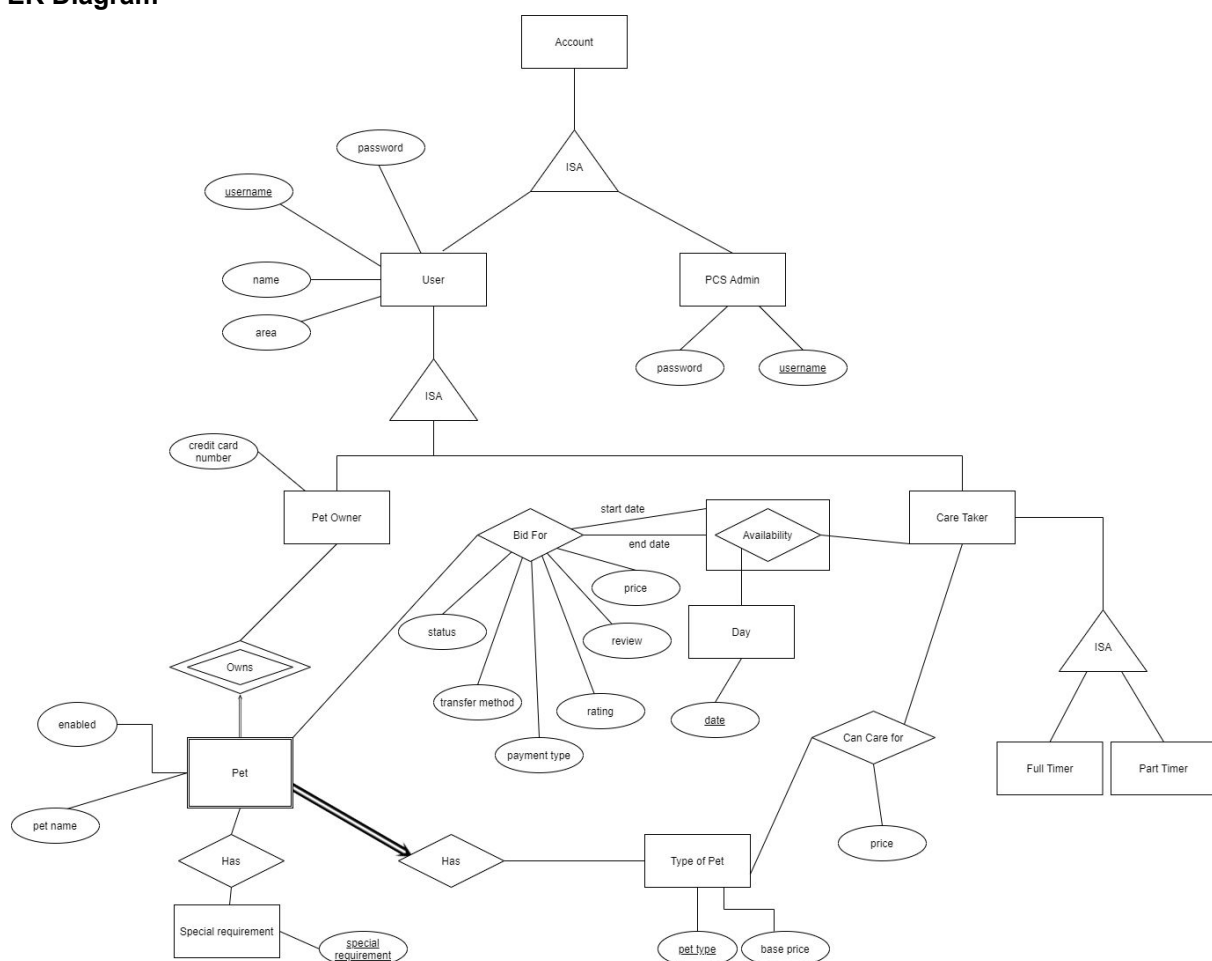 ER Diagram
Account
ISA
password
username
name
area
User
PCS Admin
password
username
ISA
credit card
number
Pet Owner
Bid For
start date
end date
Availability
Care Taker
price
review
rating
payment type
transfer method
status
Day
date
Owns
enabled
Pet
pet name
Has
Special requirement
special
requirement
Has
Type of Pet
pet type
base price
Can Care for
price
ISA
Full Timer
Part Timer